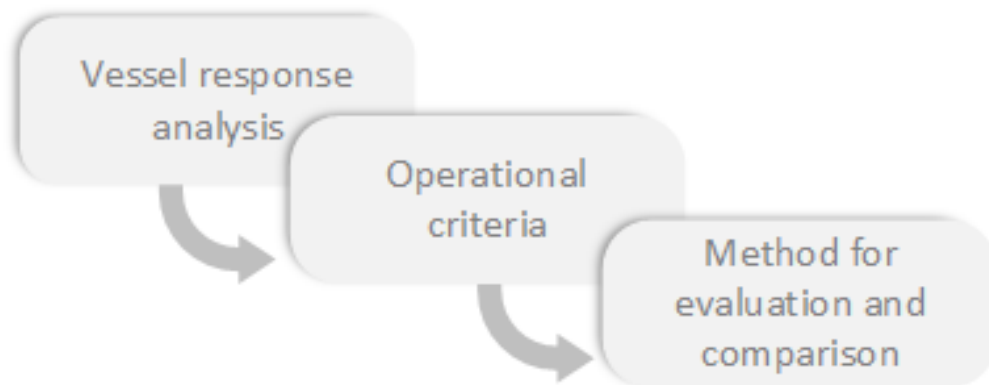 Vessel response
analysis
Operational
criteria
Method for
evaluation and
comparison